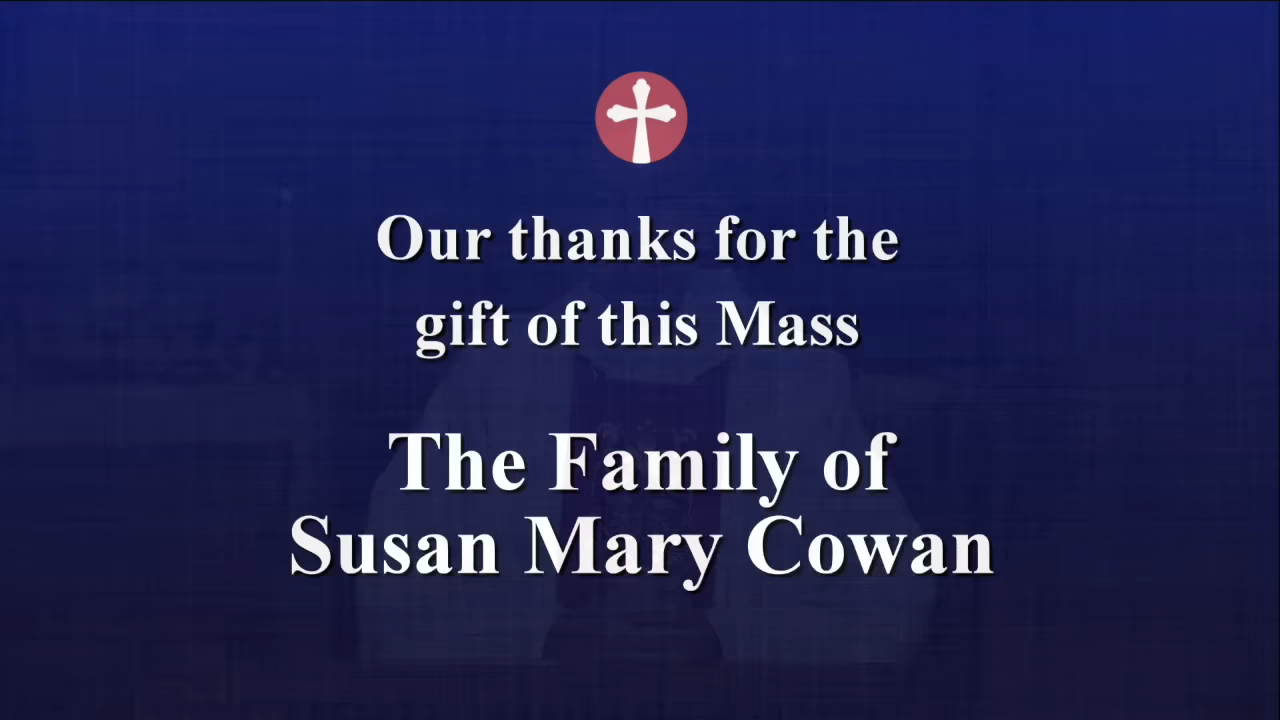 Our thanks for the
gift of this Mass
The Family of
Susan Mary Cowan